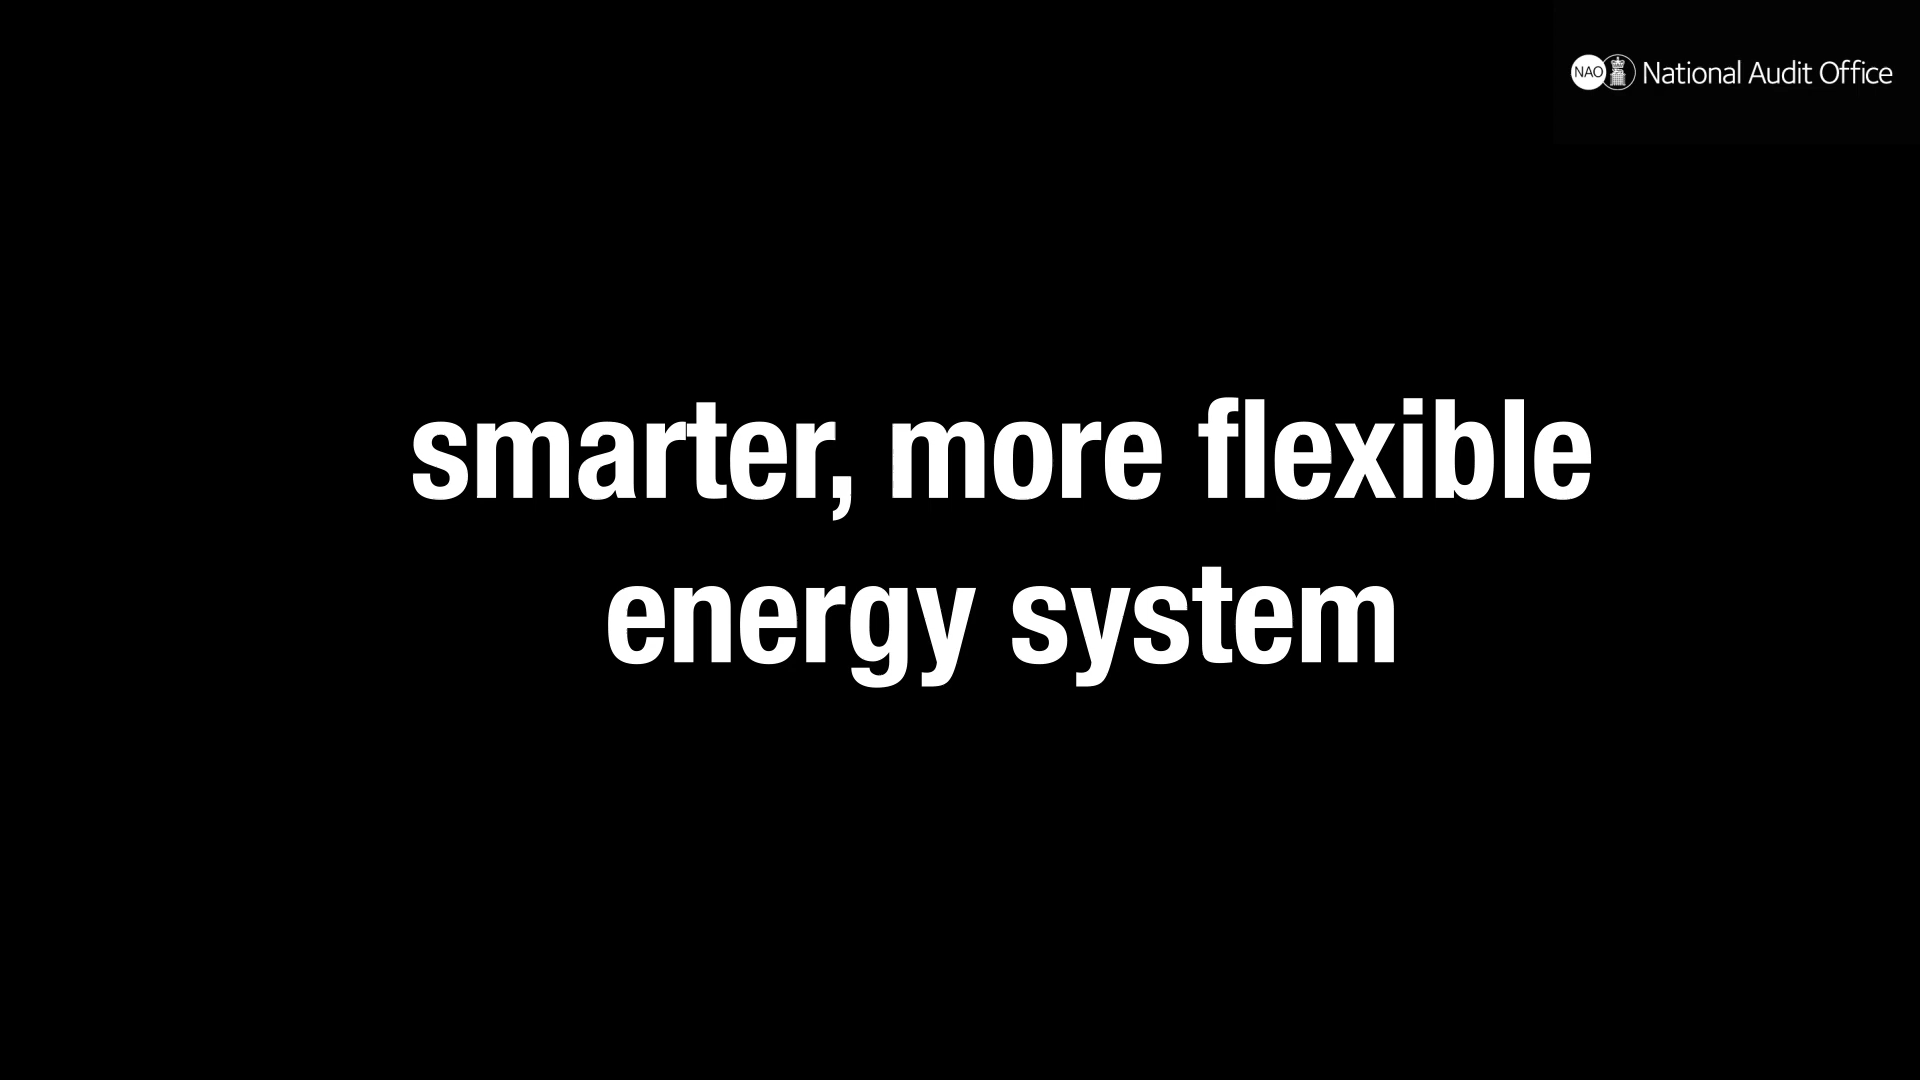 NAO National Audit Office
smarter, more flexible
energy system